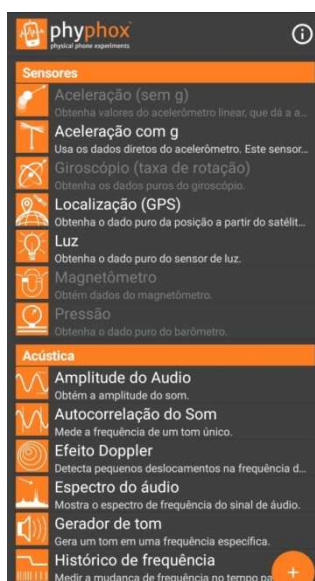 phyphox
physical phone experiments
Sensores
Aceleração (sem g)
Obtenha valores do acelerômetro linear, que dá a a...
Aceleração com g
Usa os dados diretos do acelerômetro. Este sensor...
Giroscópio (taxa de rotação)
Obtenha os dados puros do giroscópio.
Localização (GPS)
Obtenha o dado puro da posição a partir do satélit...
Luz
Obtenha o dado puro do sensor de luz.
Magnetômetro
Obtém dados do magnetômetro.
Pressão
Obtenha o dado puro do barômetro.
Acústica
Amplitude do Audio
Obtém a amplitude do som.
Autocorrelação do Som
Mede a frequência de um tom único.
Efeito Doppler
Detecta pequenos deslocamentos na frequência d...
Espectro do áudio
Mostra o espectro de frequência do sinal de áudio.
Gerador de tom
Gera um tom em uma frequência específica.
Histórico de frequência
Medir a mudança de frequência no tempo pa